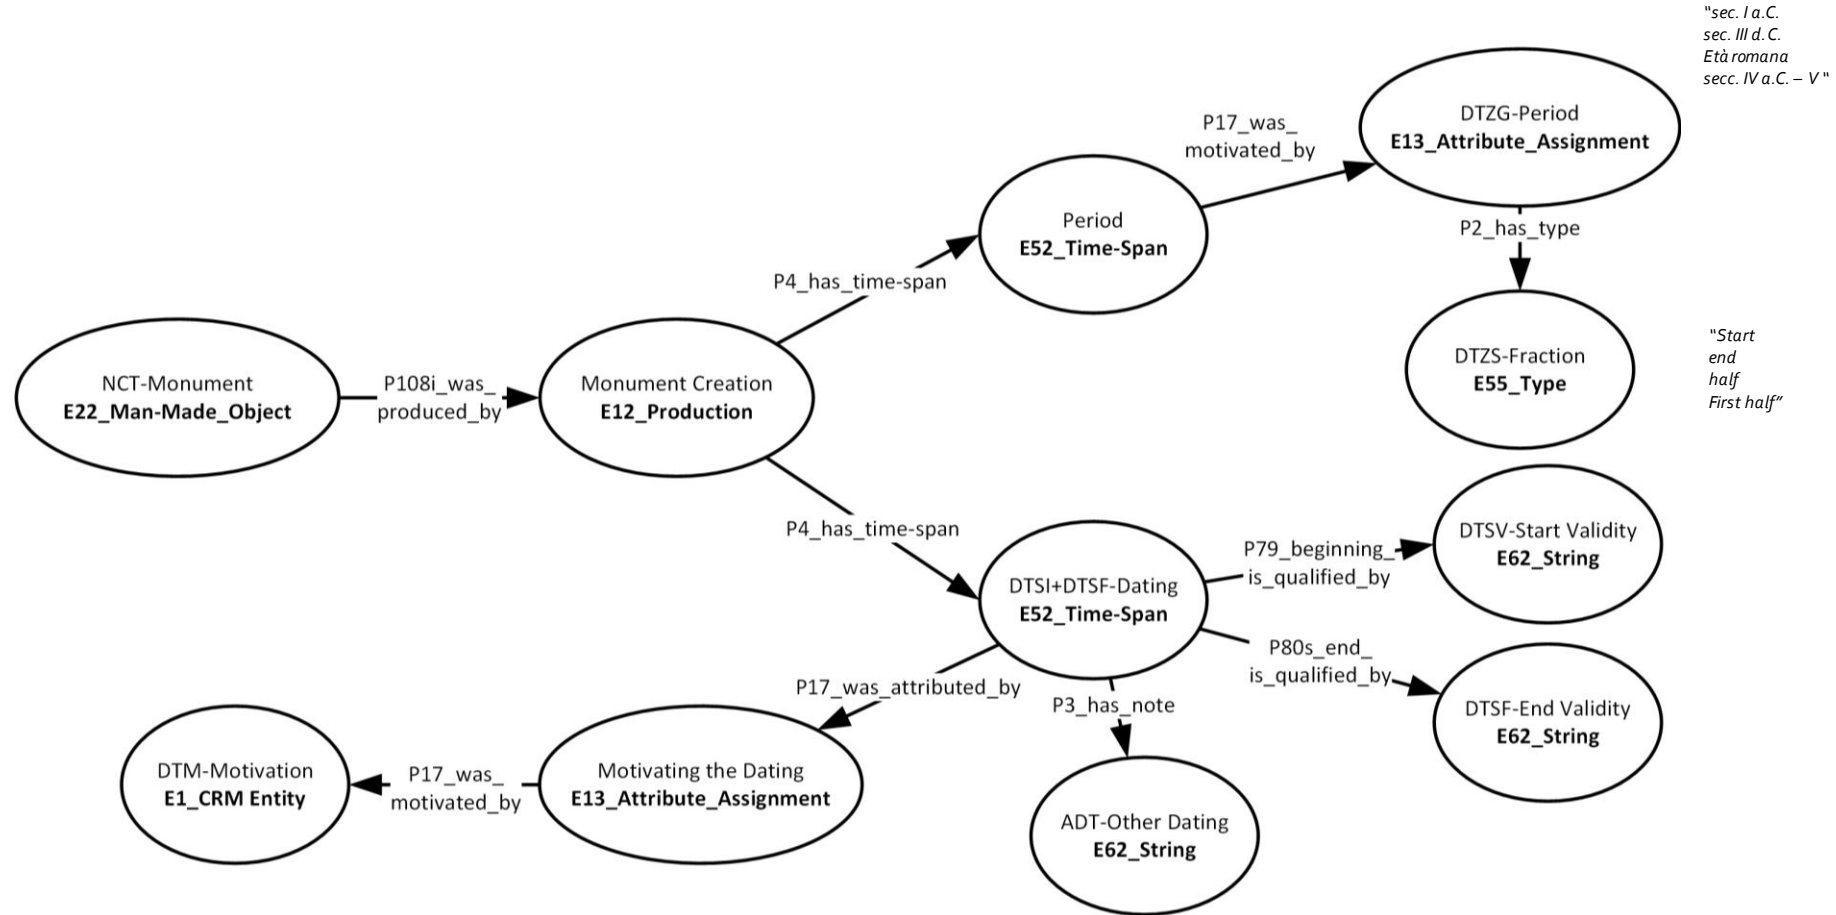 "sec. I a.C.
sec. III d.C.
Età romana
secc. IV a.C. – V "
DTZG-Period
E13_Attribute_Assignment
P17_was_
motivated_by
Period
E52_Time-Span
P2_has_type
P4_has_time-span
DTZS-Fraction
E55_Type
"Start
end
half
First half"
NCT-Monument
E22_Man-Made_Object
P108i_was_
produced_by
Monument Creation
E12_Production
P4_has_time-span
DTSI+DTSF-Dating
E52_Time-Span
P79_beginning_
is_qualified_by
DTSV-Start Validity
E62_String
P80s_end_
is_qualified_by
DTSF-End Validity
E62_String
P17_was_attributed_by
P3_has_note
DTM-Motivation
E1_CRM Entity
P17_was_
motivated_by
Motivating the Dating
E13_Attribute_Assignment
ADT-Other Dating
E62_String